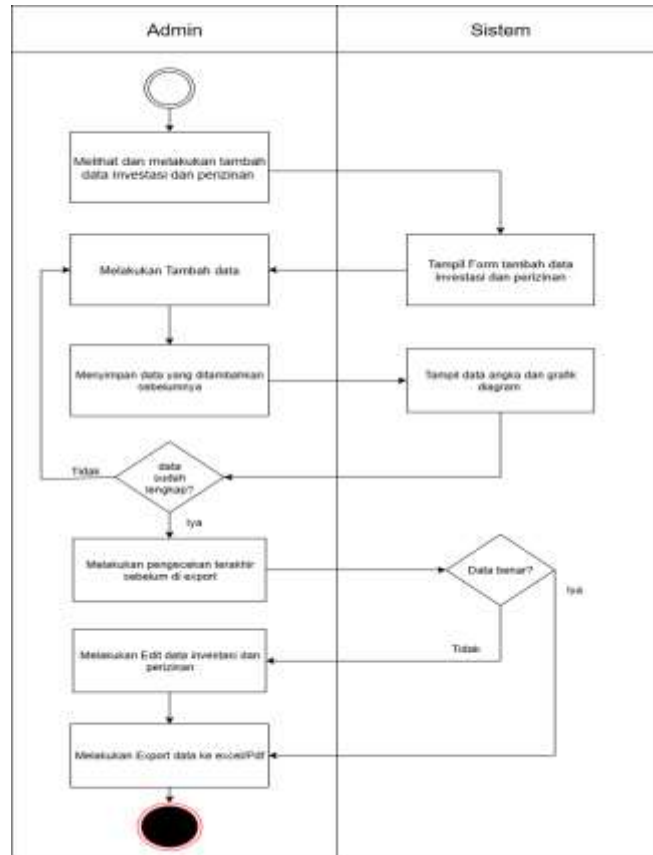 Admin
Sistem
Melihat dan melakukan tambah
data Investasi dan perizinan
Tampil Form tambah data
investasi dan perizinan
Melakukan Tambah data
Menyimpan data yang ditambahkan
sebelumnya
Tampil data angka dan grafik
diagram
Tidak
data
sudah
lengkap?
Iya
Melakukan pengecekan terakhir
sebelum di export
Data benar?
Iya
Tidak
Melakukan Edit data investasi dan
perizinan
Melakukan Export data ke excel/Pdf